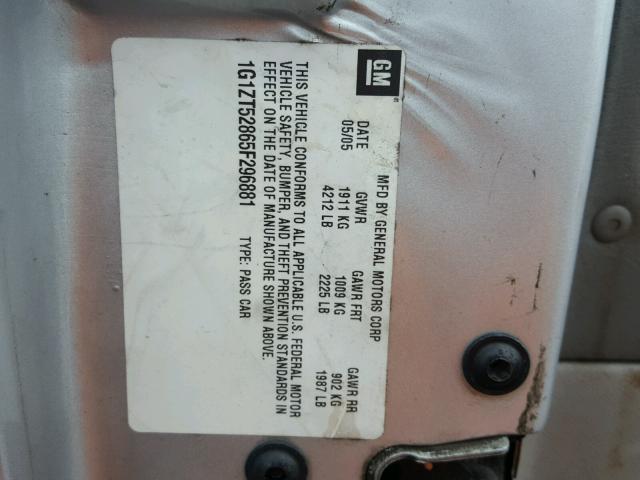 GM
®
MFD BY GENERAL MOTORS CORP
DATE GVWR GAWR FRT GAWR RR
05/05 1911 KG 1009 KG 902 KG
4212 LB 2225 LB 1987 LB
THIS VEHICLE CONFORMS TO ALL APPLICABLE U.S. FEDERAL MOTOR
VEHICLE SAFETY, BUMPER, AND THEFT PREVENTION STANDARDS IN
EFFECT ON THE DATE OF MANUFACTURE SHOWN ABOVE.
1G1ZT52865F296881 TYPE: PASS CAR